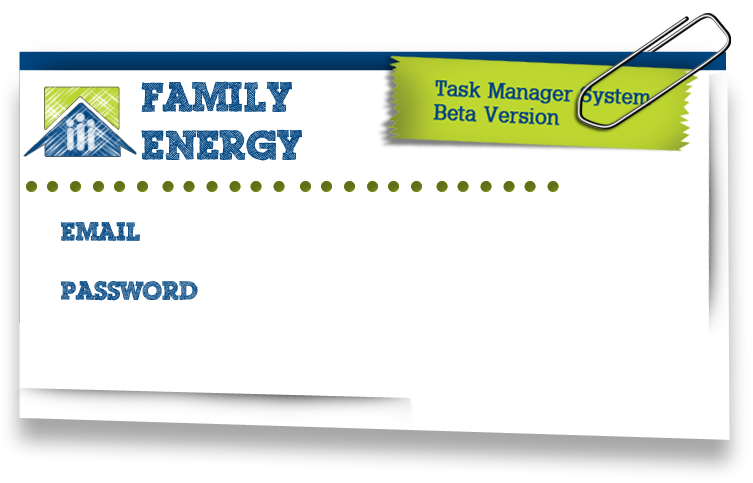 FAMILY
ENERGY
Task Manager System
Beta Version
EMAIL
PASSWORD